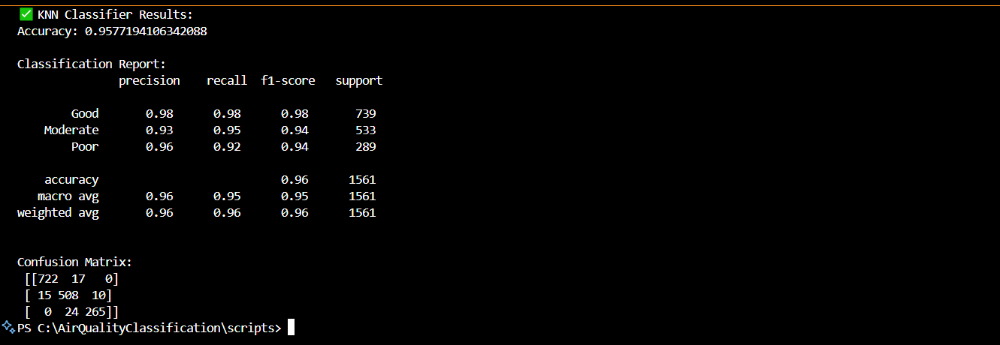 ✅ KNN Classifier Results:
Accuracy: 0.9577194106342088
Classification Report:
precision recall f1-score support
Good 0.98 0.98 0.98 739
Moderate 0.93 0.95 0.94 533
Poor 0.96 0.92 0.94 289
accuracy 0.96 1561
macro avg 0.96 0.95 0.95 1561
weighted avg 0.96 0.96 0.96 1561
Confusion Matrix:
[[722 17 0]
[ 15 508 10]
[ 0 24 265]]
PS C:\AirQualityClassification\scripts>